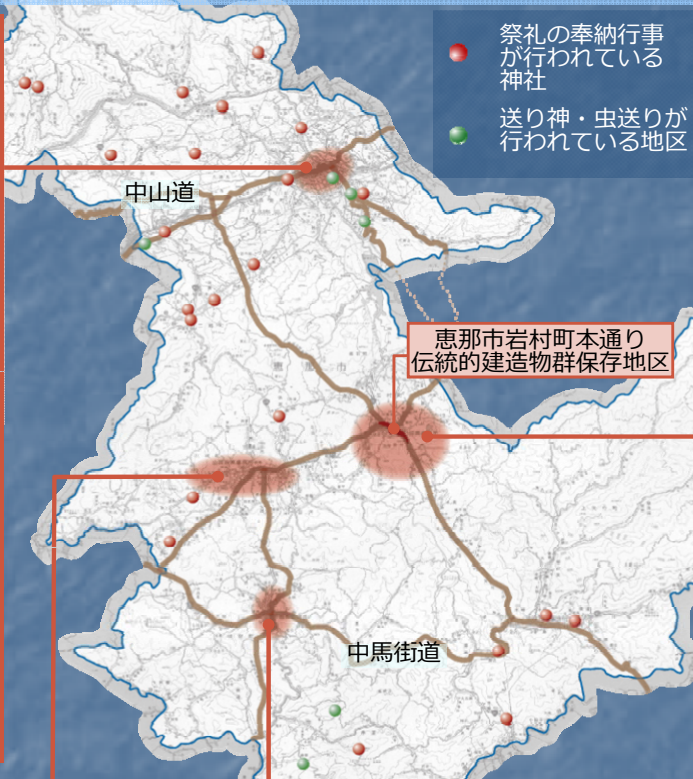 祭礼の奉納行事
が行われている
神社
送り神・虫送りが
行われている地区
中山道
恵那市岩村町本通り
伝統的建造物群保存地区
中馬街道